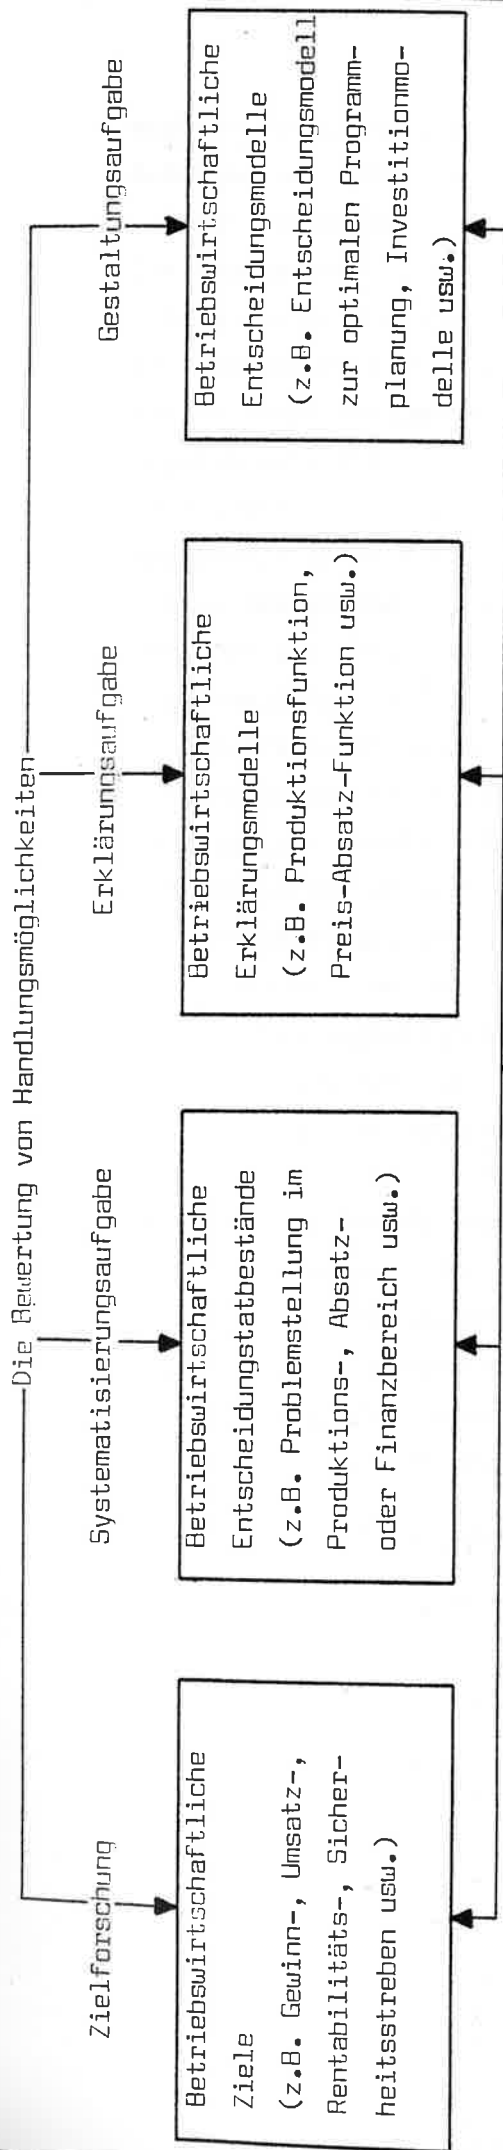 Die Bewertung von Handlungsmöglichkeiten
Zielforschung
Betriebswirtschaftliche
Ziele
(z.B. Gewinn-, Umsatz-,
Rentabilitäts-, Sicher-
heitsstreben usw.)
Systematisierungsaufgabe
Betriebswirtschaftliche
Entscheidungstatbestände
(z.B. Problemstellung im
Produktions-, Absatz-
oder Finanzbereich usw.)
Erklärungsaufgabe
Betriebswirtschaftliche
Erklärungsmodelle
(z.B. Produktionsfunktion,
Preis-Absatz-Funktion usw.)
Gestaltungsaufgabe
Betriebswirtschaftliche
Entscheidungsmodelle
(z.B. Entscheidungsmodell
zur optimalen Programm-
planung, Investitionmo-
delle usw.)